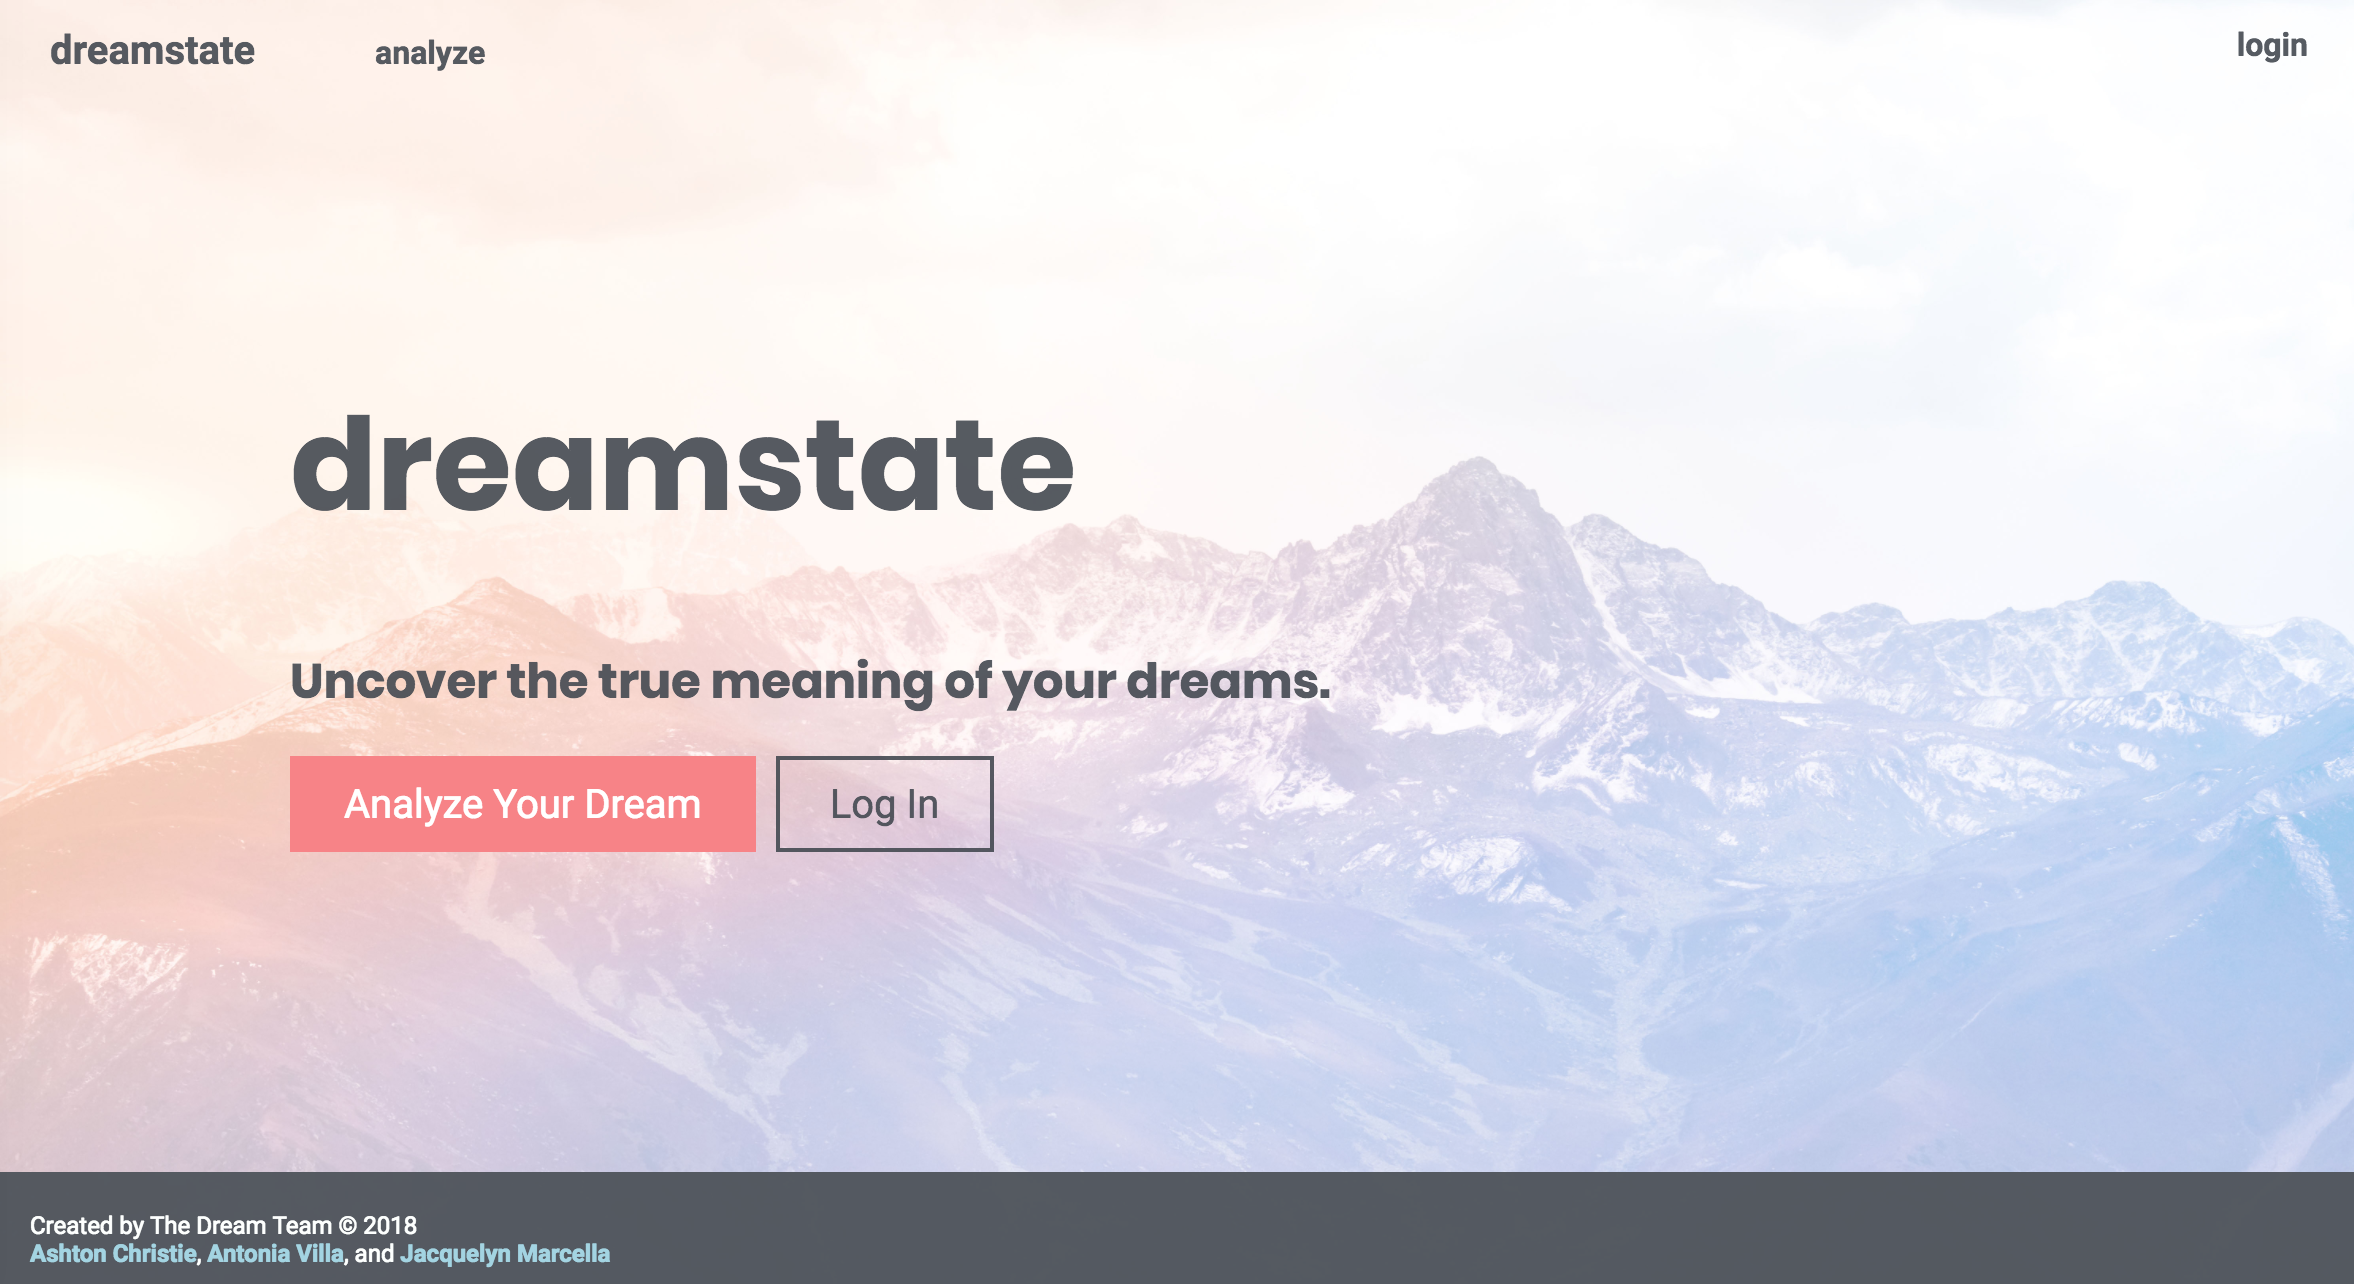 dreamstate analyze login
dreamstate
Uncover the true meaning of your dreams.
Analyze Your Dream Log In
Created by The Dream Team © 2018
Ashton Christie, Antonia Villa, and Jacquelyn Marcella